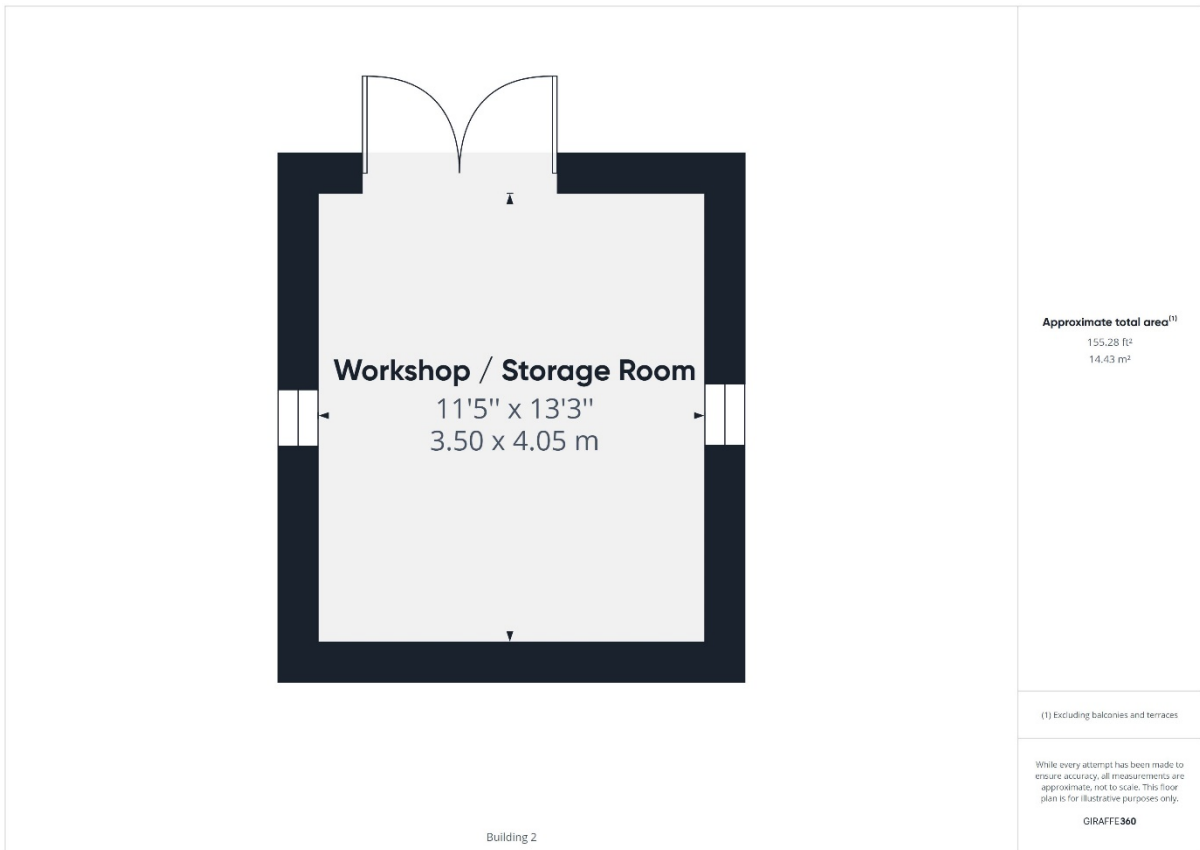 Workshop / Storage Room
11'5'' x 13'3''
3.50 x 4.05 m
Building 2
Approximate total area(1)
155.28 ft²
14.43 m²
(1) Excluding balconies and terraces
While every attempt has been made to
ensure accuracy, all measurements are
approximate, not to scale. This floor
plan is for illustrative purposes only.
GIRAFFE360